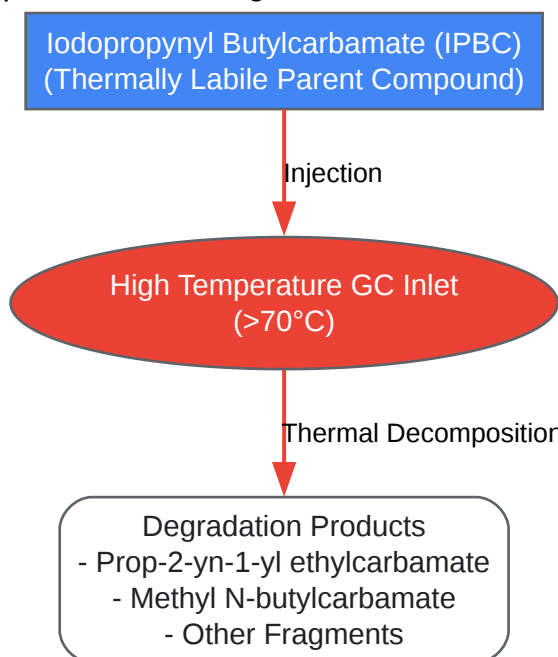 Iodopropynyl Butylcarbamate (IPBC)
(Thermally Labile Parent Compound)
Injection
High Temperature GC Inlet
(>70°C)
Thermal Decomposition
Degradation Products
- Prop-2-yn-1-yl ethylcarbamate
- Methyl N-butylcarbamate
- Other Fragments